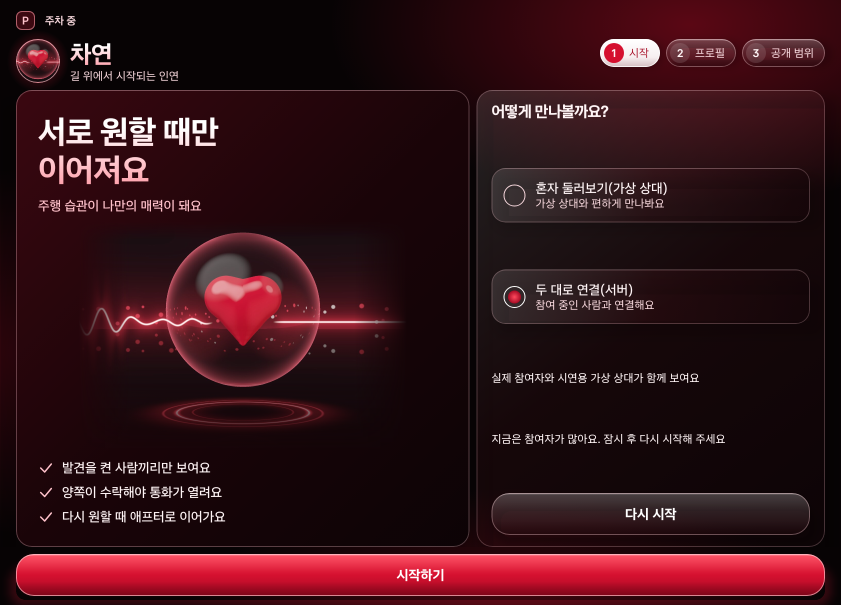 P 주차 중
차연
길 위에서 시작되는 인연
1 시작 2 프로필 3 공개 범위
서로 원할 때만
이어져요
주행 습관이 나만의 매력이 돼요
발견을 켠 사람끼리만 보여요
양쪽이 수락해야 통화가 열려요
다시 원할 때 애프터로 이어가요
어떻게 만나볼까요?
혼자 둘러보기(가상 상대)
가상 상대와 편하게 만나봐요
두 대로 연결(서버)
참여 중인 사람과 연결해요
실제 참여자와 시연용 가상 상대가 함께 보여요
지금은 참여자가 많아요. 잠시 후 다시 시작해 주세요
다시 시작
시작하기